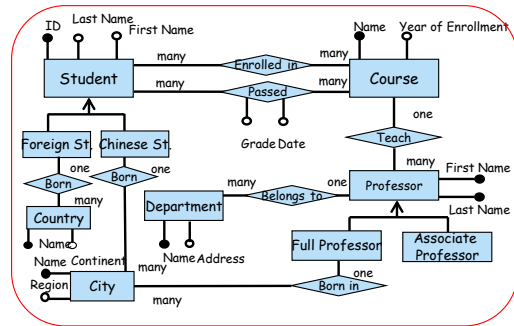 ID
Last Name
First Name
Name
Year of Enrollment
many
Enrolled in
many
Student
Course
many
Passed
many
Grade
Date
one
Teach
many
Foreign St.
Chinese St.
one
Born
many
one
Born
many
Country
Name
Continent
Department
many
Belongs to
one
Professor
First Name
Last Name
Name
Address
Full Professor
Associate
Professor
one
Born in
many
Name
Region
City